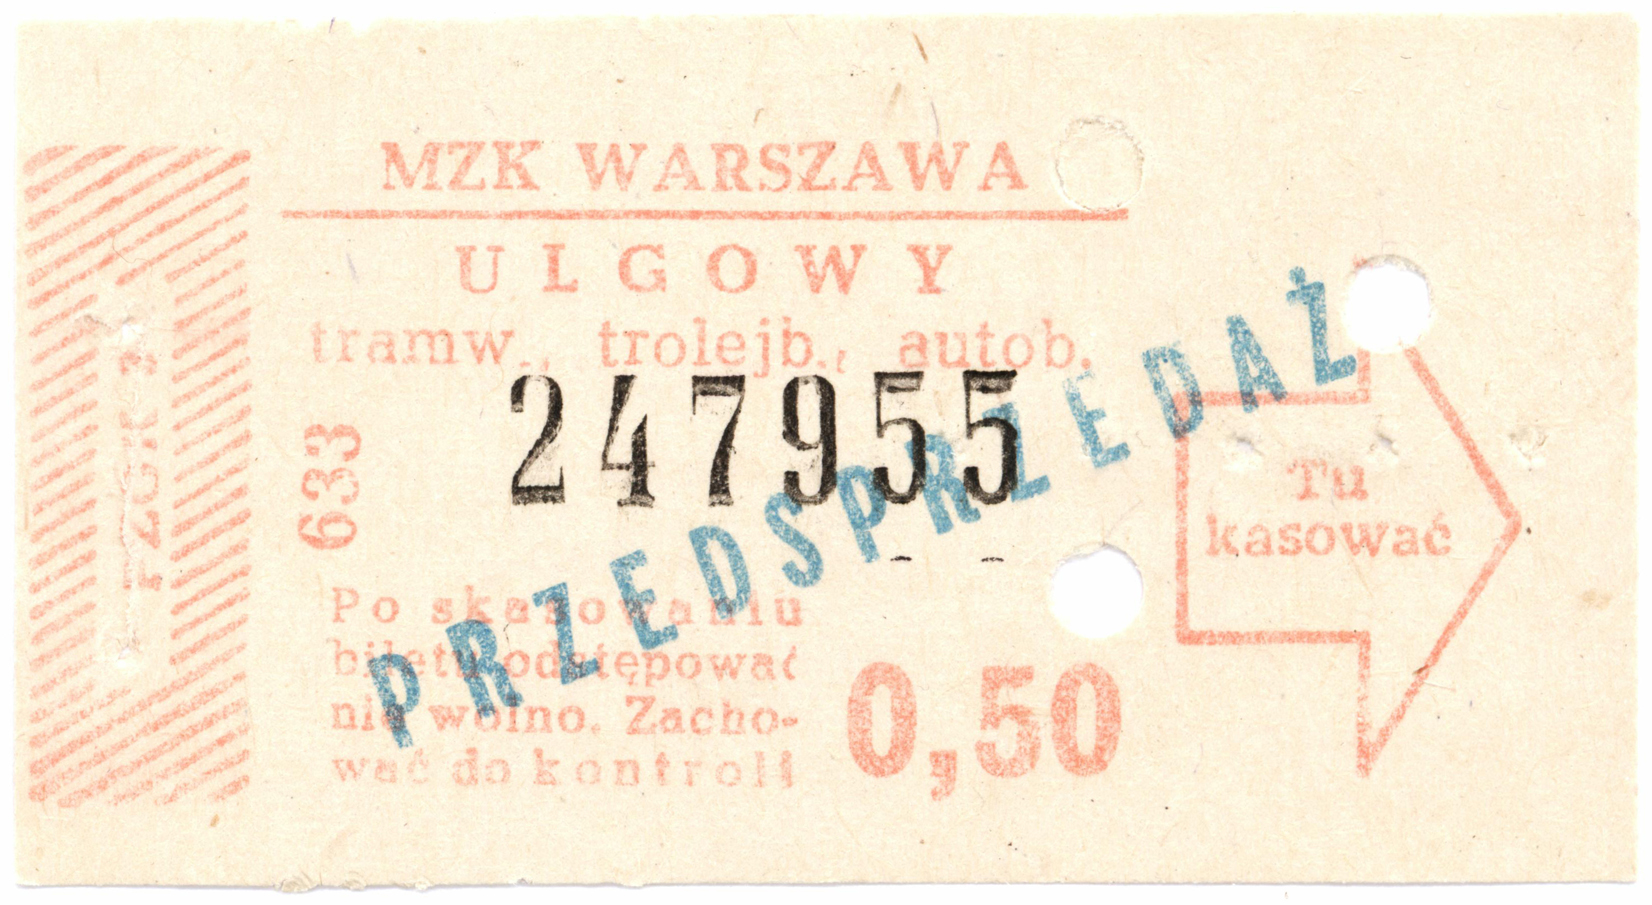 MZK WARSZAWA
ULGOWY
tramw., trolejb., autob.
247955
633
PRZEDSPRZEDAŻ
Po skasowaniu
biletu odstępować
nie wolno. Zacho-
wać do kontroli
0,50
Tu
kasować